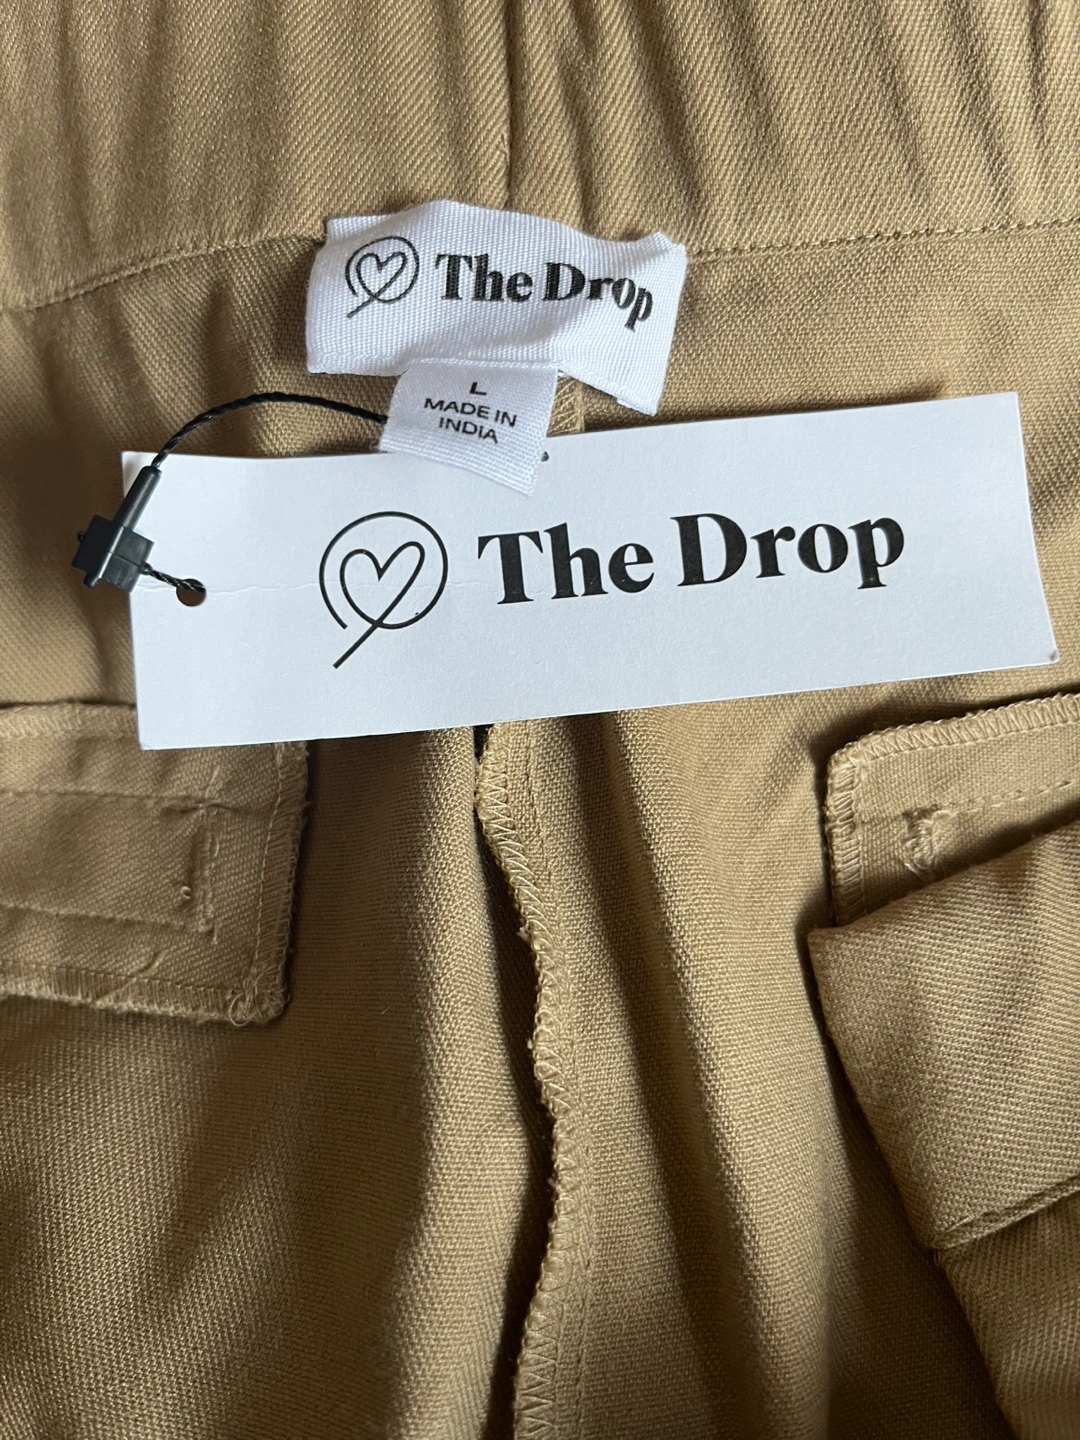 The Drop
L
MADE IN
INDIA
The Drop